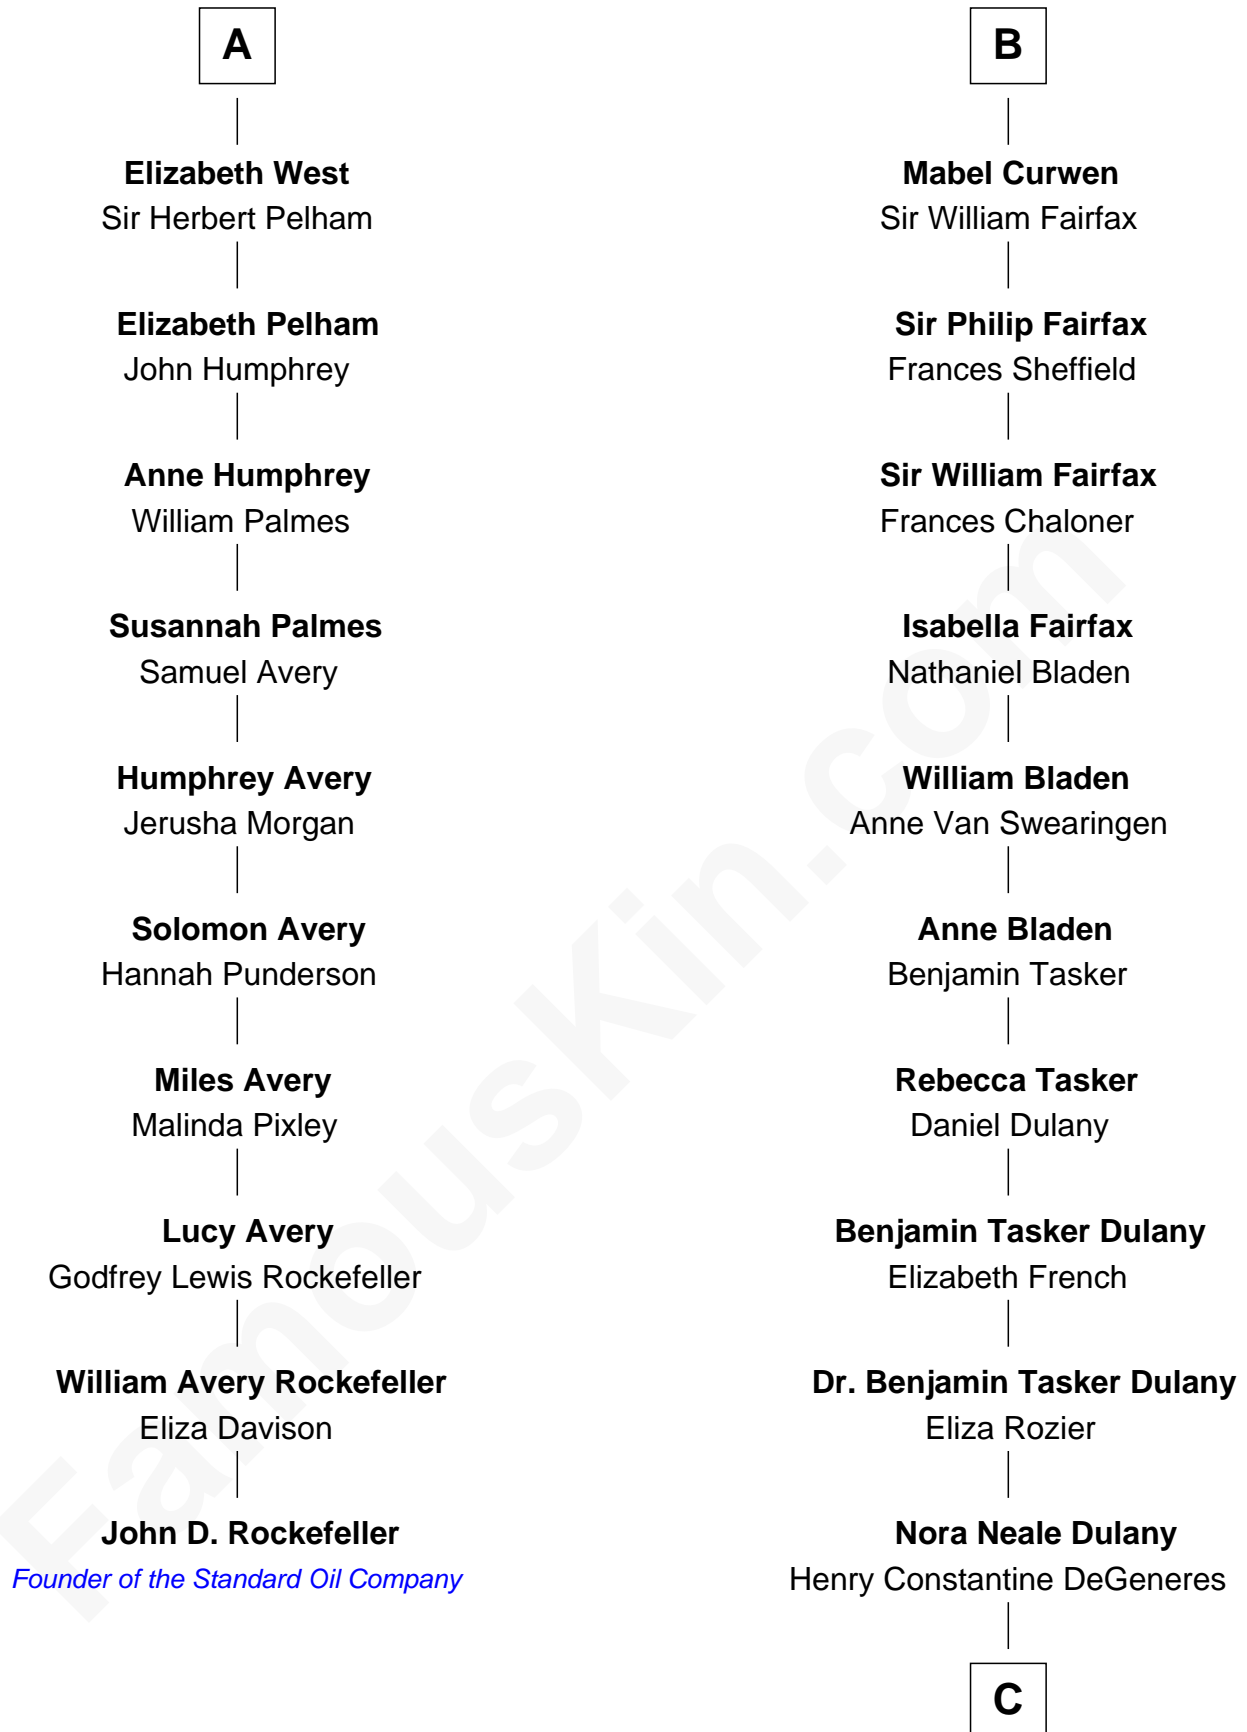 A
Elizabeth West
Sir Herbert Pelham
Elizabeth Pelham
John Humphrey
Anne Humphrey
William Palmes
Susannah Palmes
Samuel Avery
Humphrey Avery
Jerusha Morgan
Solomon Avery
Hannah Punderson
Miles Avery
Malinda Pixley
Lucy Avery
Godfrey Lewis Rockefeller
William Avery Rockefeller
Eliza Davison
John D. Rockefeller
Founder of the Standard Oil Company
B
Mabel Curwen
Sir William Fairfax
Sir Philip Fairfax
Frances Sheffield
Sir William Fairfax
Frances Chaloner
Isabella Fairfax
Nathaniel Bladen
William Bladen
Anne Van Swearingen
Anne Bladen
Benjamin Tasker
Rebecca Tasker
Daniel Dulany
Benjamin Tasker Dulany
Elizabeth French
Dr. Benjamin Tasker Dulany
Eliza Rozier
Nora Neale Dulany
Henry Constantine DeGeneres
C
FamousKin.com